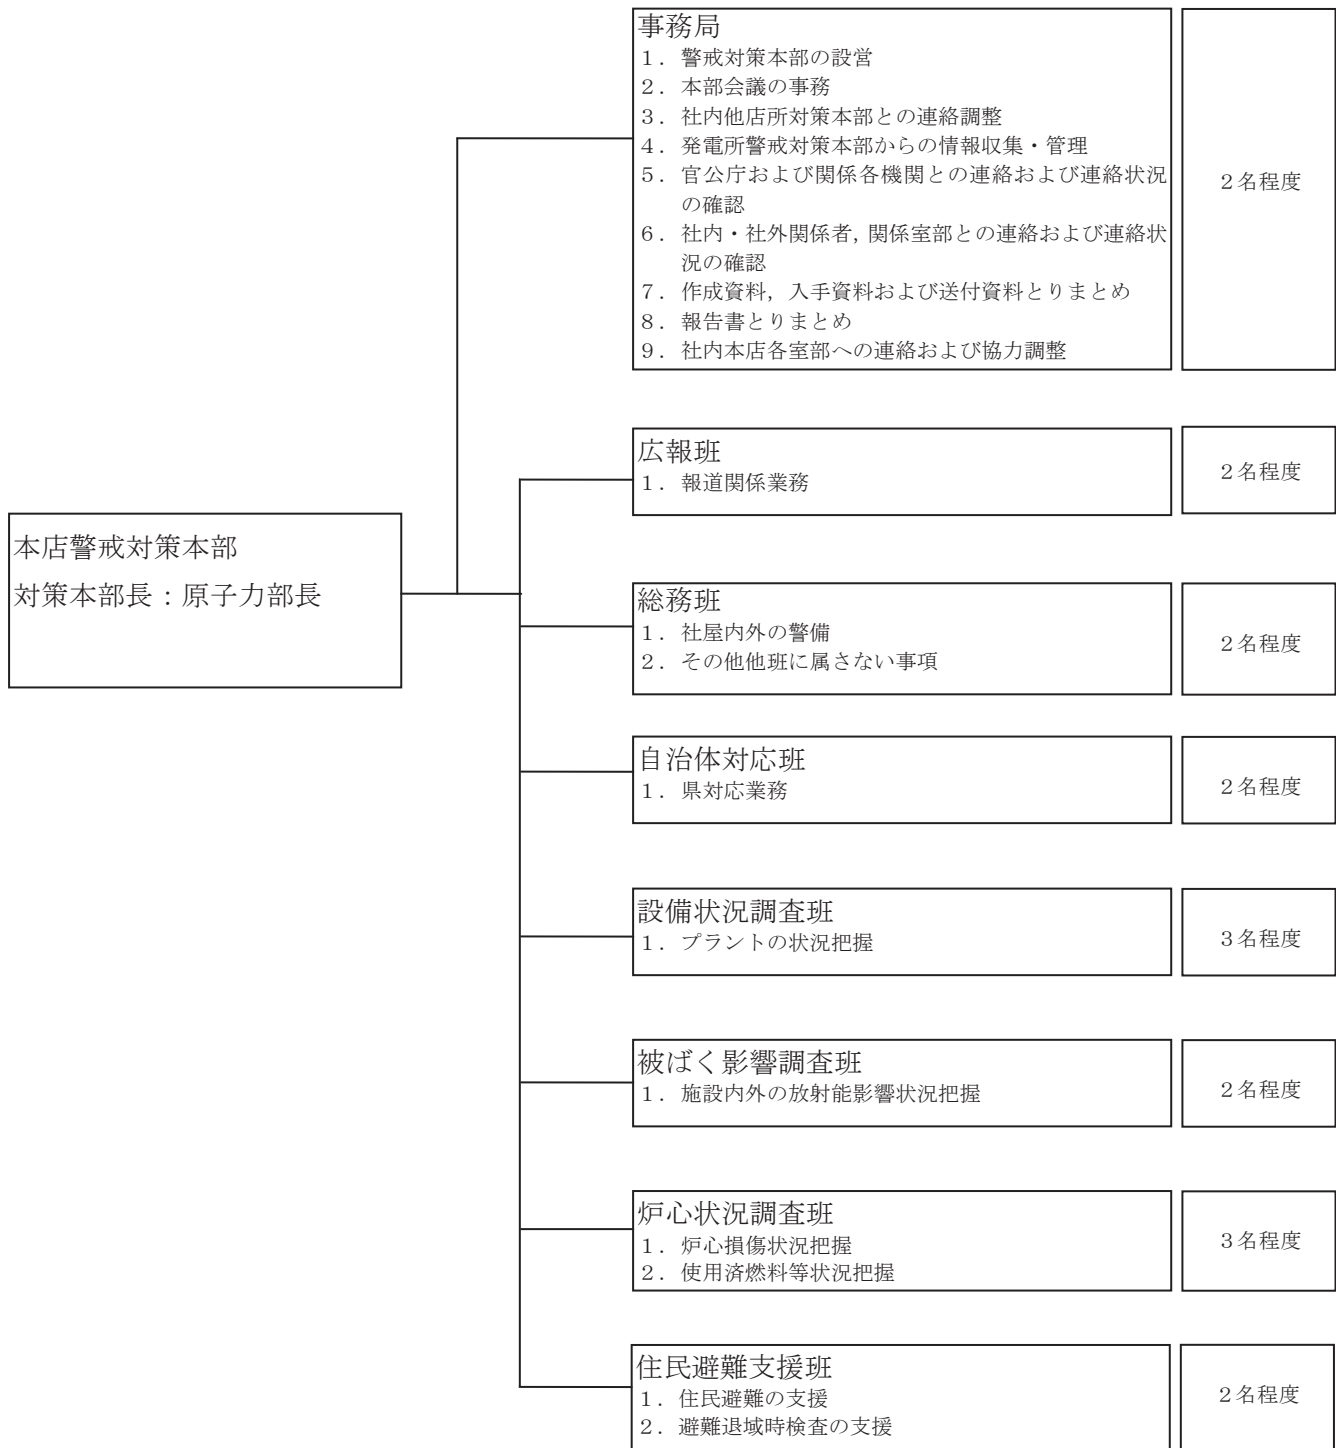 事務局
１．警戒対策本部の設営
２．本部会議の事務
３．社内他店所対策本部との連絡調整
４．発電所警戒対策本部からの情報収集・管理
５．官公庁および関係各機関との連絡および連絡状況
の確認
６．社内・社外関係者，関係室部との連絡および連絡状
況の確認
７．作成資料，入手資料および送付資料とりまとめ
８．報告書とりまとめ
９．社内本店各室部への連絡および協力調整
２名程度
広報班
１．報道関係業務
２名程度
本店警戒対策本部
対策本部長：原子力部長
総務班
１．社屋内外の警備
２．その他他班に属さない事項
２名程度
自治体対応班
１．県対応業務
２名程度
設備状況調査班
１．プラントの状況把握
３名程度
被ばく影響調査班
１．施設内外の放射能影響状況把握
２名程度
炉心状況調査班
１．炉心損傷状況把握
２．使用済燃料等状況把握
３名程度
住民避難支援班
１．住民避難の支援
２．避難退域時検査の支援
２名程度